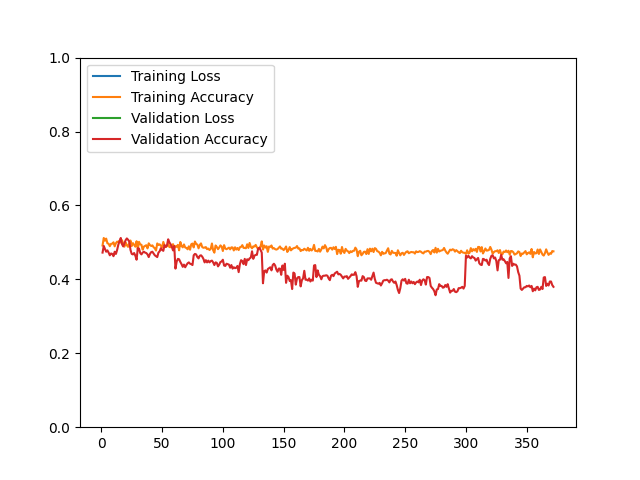 Training Loss
Training Accuracy
Validation Loss
Validation Accuracy
1.0
0.8
0.6
0.4
0.2
0.0
0 50 100 150 200 250 300 350